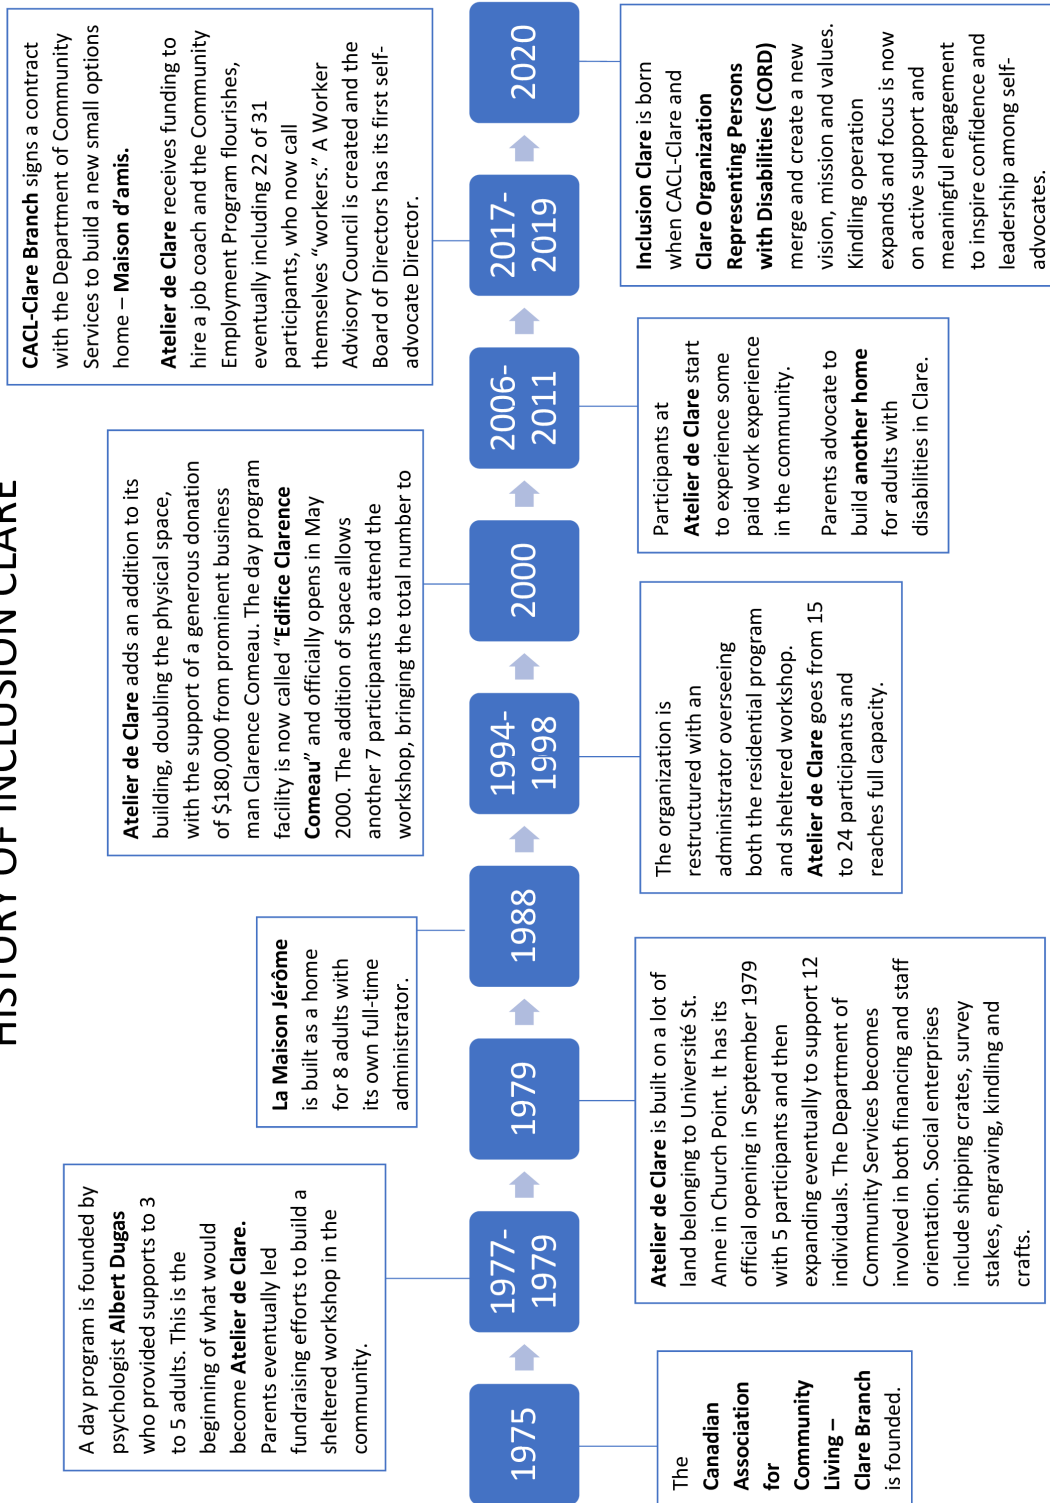 HISTORY OF INCLUSION CLARE
1975
The
Canadian
Association
for
Community
Living –
Clare Branch
is founded.
1977-
1979
A day program is founded by
psychologist Albert Dugas
who provided supports to 3
to 5 adults. This is the
beginning of what would
become Atelier de Clare.
Parents eventually led
fundraising efforts to build a
sheltered workshop in the
community.
1979
Atelier de Clare is built on a lot of
land belonging to Université St.
Anne in Church Point. It has its
official opening in September 1979
with 5 participants and then
expanding eventually to support 12
individuals. The Department of
Community Services becomes
involved in both financing and staff
orientation. Social enterprises
include shipping crates, survey
stakes, engraving, kindling and
crafts.
1988
La Maison Jérôme
is built as a home
for 8 adults with
its own full-time
administrator.
1994-
1998
The organization is
restructured with an
administrator overseeing
both the residential program
and sheltered workshop.
Atelier de Clare goes from 15
to 24 participants and
reaches full capacity.
2000
Atelier de Clare adds an addition to its
building, doubling the physical space,
with the support of a generous donation
of $180,000 from prominent business
man Clarence Comeau. The day program
facility is now called “Edifice Clarence
Comeau” and officially opens in May
2000. The addition of space allows
another 7 participants to attend the
workshop, bringing the total number to
2006-
2011
Participants at
Atelier de Clare start
to experience some
paid work experience
in the community.
Parents advocate to
build another home
for adults with
disabilities in Clare.
2017-
2019
CACL-Clare Branch signs a contract
with the Department of Community
Services to build a new small options
home – Maison d’amis.
Atelier de Clare receives funding to
hire a job coach and the Community
Employment Program flourishes,
eventually including 22 of 31
participants, who now call
themselves “workers.” A Worker
Advisory Council is created and the
Board of Directors has its first self-
advocate Director.
2020
Inclusion Clare is born
when CACL-Clare and
Clare Organization
Representing Persons
with Disabilities (CORD)
merge and create a new
vision, mission and values.
Kindling operation
expands and focus is now
on active support and
meaningful engagement
to inspire confidence and
leadership among self-
advocates.